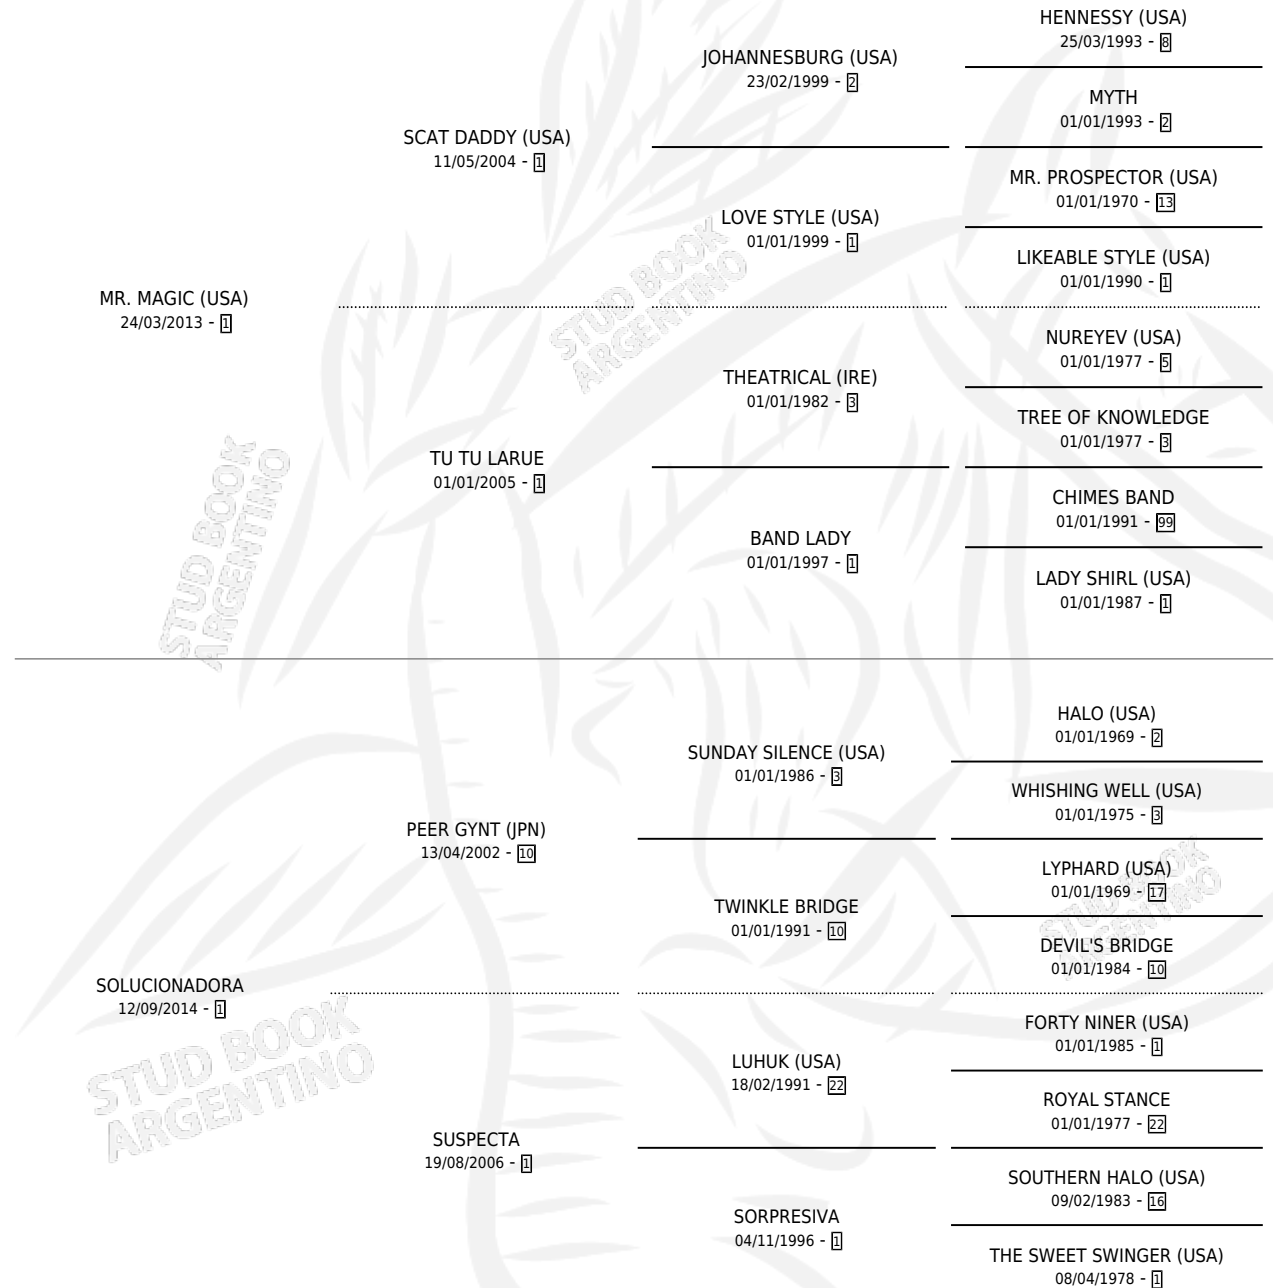 HENNESSY (USA)
25/03/1993 - 8
JOHANNESBURG (USA)
23/02/1999 - 2
MYTH
01/01/1993 - 2
SCAT DADDY (USA)
11/05/2004 - 1
MR. PROSPECTOR (USA)
01/01/1970 - 13
LOVE STYLE (USA)
01/01/1999 - 1
LIKEABLE STYLE (USA)
01/01/1990 - 1
MR. MAGIC (USA)
24/03/2013 - 1
NUREYEV (USA)
01/01/1977 - 5
THEATRICAL (IRE)
01/01/1982 - 3
TREE OF KNOWLEDGE
01/01/1977 - 3
TU TU LARUE
01/01/2005 - 1
CHIMES BAND
01/01/1991 - 99
BAND LADY
01/01/1997 - 1
LADY SHIRL (USA)
01/01/1987 - 1
STUD BOOK
ARGENTINO
STUD BOOK
ARGENTINO
HALO (USA)
01/01/1969 - 2
SUNDAY SILENCE (USA)
01/01/1986 - 3
WHISHING WELL (USA)
01/01/1975 - 3
PEER GYNT (JPN)
13/04/2002 - 10
LYPHARD (USA)
01/01/1969 - 17
TWINKLE BRIDGE
01/01/1991 - 10
DEVIL'S BRIDGE
01/01/1984 - 10
SOLUCIONADORA
12/09/2014 - 1
FORTY NINER (USA)
01/01/1985 - 1
LUHUK (USA)
18/02/1991 - 22
ROYAL STANCE
01/01/1977 - 22
SUSPECTA
19/08/2006 - 1
SOUTHERN HALO (USA)
09/02/1983 - 16
SORPRESIVA
04/11/1996 - 1
THE SWEET SWINGER (USA)
08/04/1978 - 1
STUD BOOK
ARGENTINO
STUD BOOK
ARGENTINO